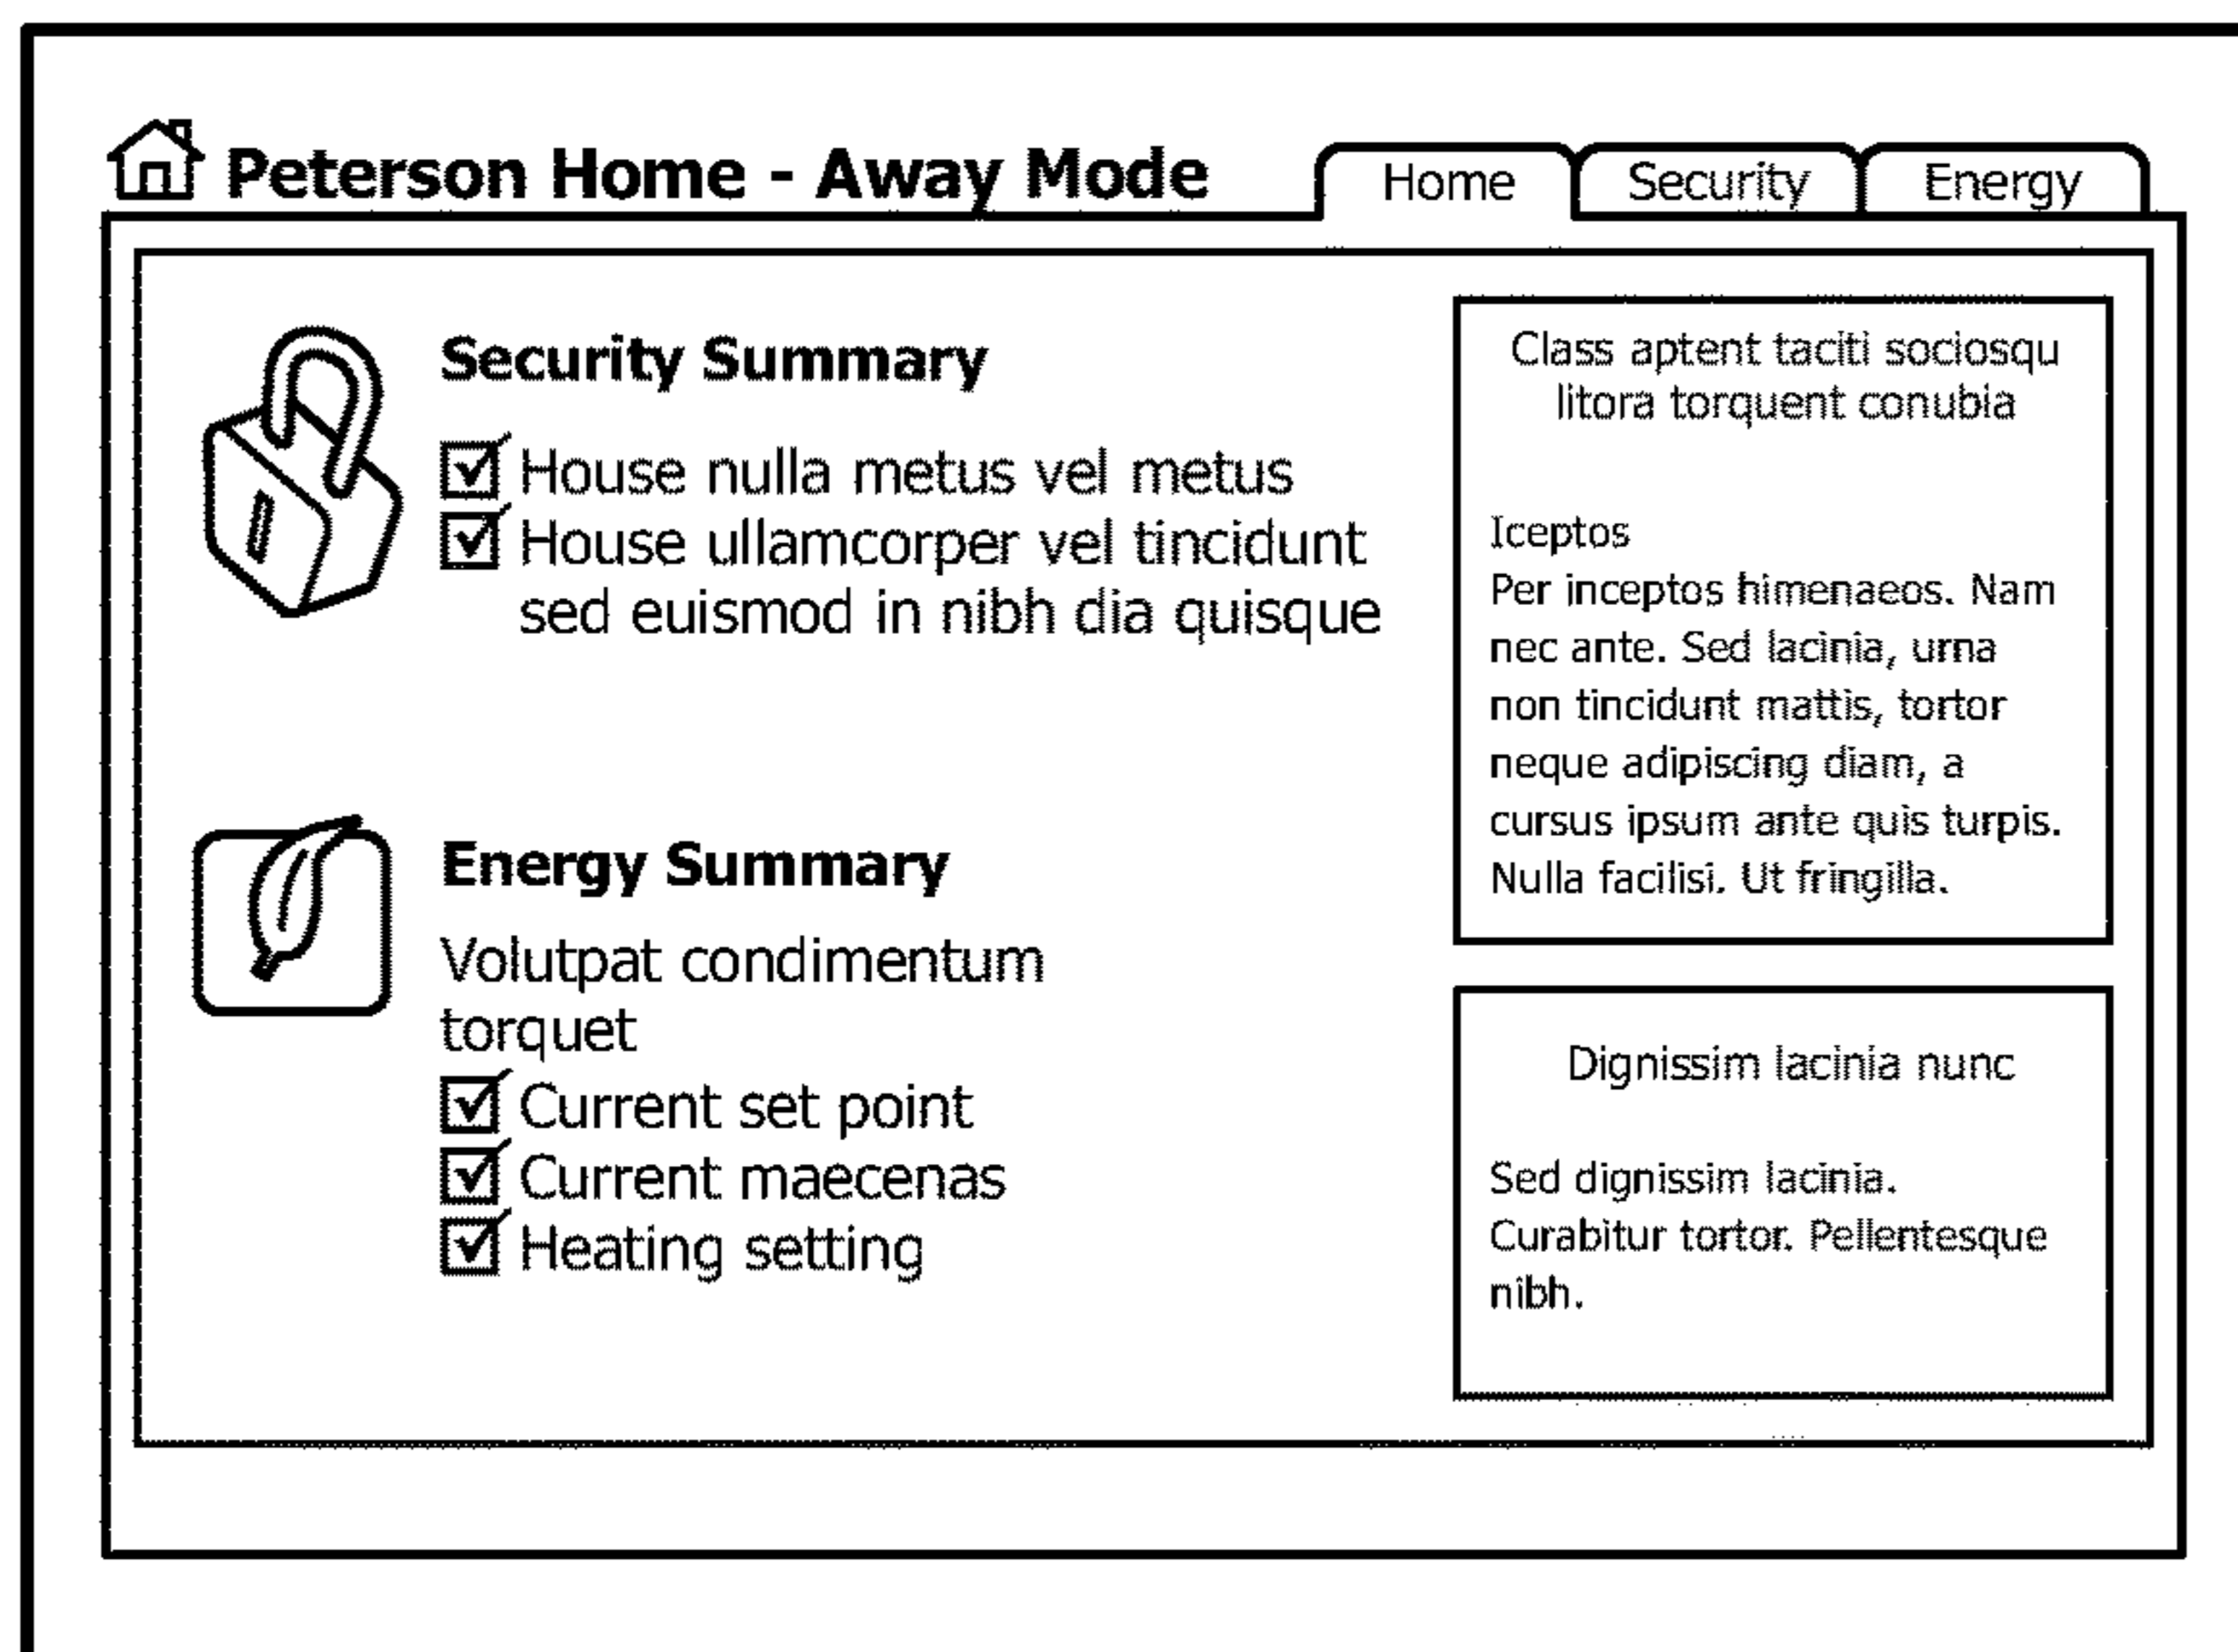 Peterson Home - Away Mode
Home
Security
Energy
Security Summary
House nulla metus vel metus
House ullamcorper vel tincidunt
sed euismod in nibh dia quisque
Energy Summary
Volutpat condimentum
torquet
Current set point
Current maecenas
Heating setting
Class aptent taciti sociosqu
litora torquent conubia
Iceptos
Per inceptos himenaeos. Nam
nec ante. Sed lacinia, urna
non tincidunt mattis, tortor
neque adipiscing diam, a
cursus ipsum ante quis turpis.
Nulla facilisi. Ut fringilla.
Dignissim lacinia nunc
Sed dignissim lacinia.
Curabitur tortor. Pellentesque
nibh.